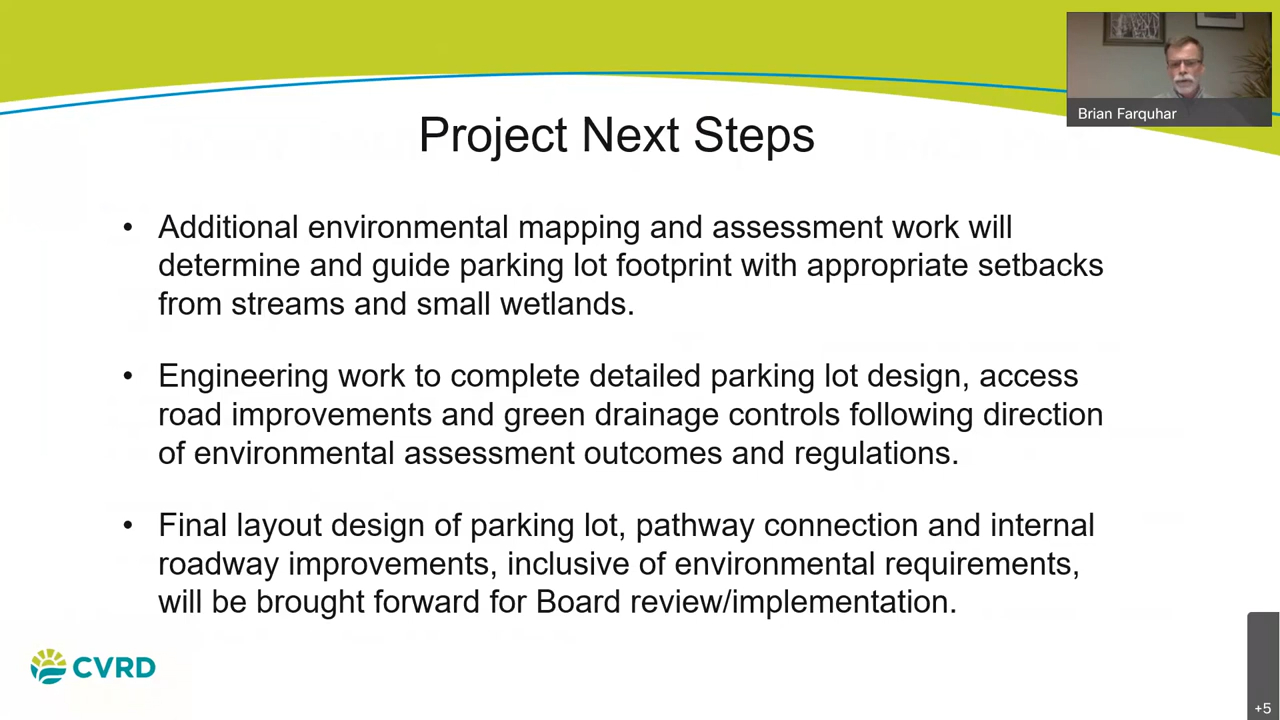 Brian Farquhar
Project Next Steps
• Additional environmental mapping and assessment work will
determine and guide parking lot footprint with appropriate setbacks
from streams and small wetlands.
• Engineering work to complete detailed parking lot design, access
road improvements and green drainage controls following direction
of environmental assessment outcomes and regulations.
• Final layout design of parking lot, pathway connection and internal
roadway improvements, inclusive of environmental requirements,
will be brought forward for Board review/implementation.
CVRD
+5